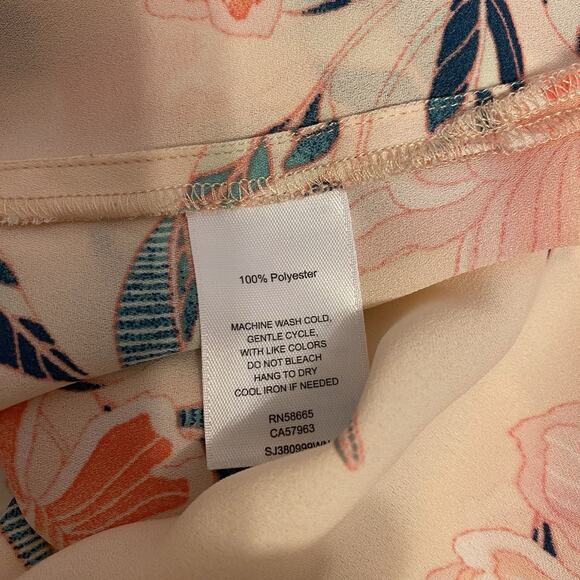 100% Polyester
MACHINE WASH COLD,
GENTLE CYCLE,
WITH LIKE COLORS
DO NOT BLEACH
HANG TO DRY
COOL IRON IF NEEDED
RN58665
CA57963
SJ380999WN